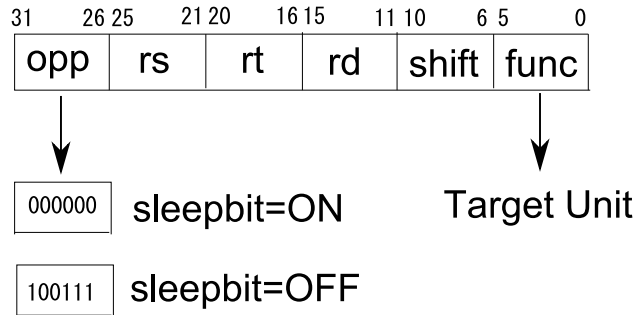 31 26 25 21 20 16 15 11 10 6 5 0
opp rs rt rd shift func
000000 sleepbit=ON Target Unit
100111 sleepbit=OFF